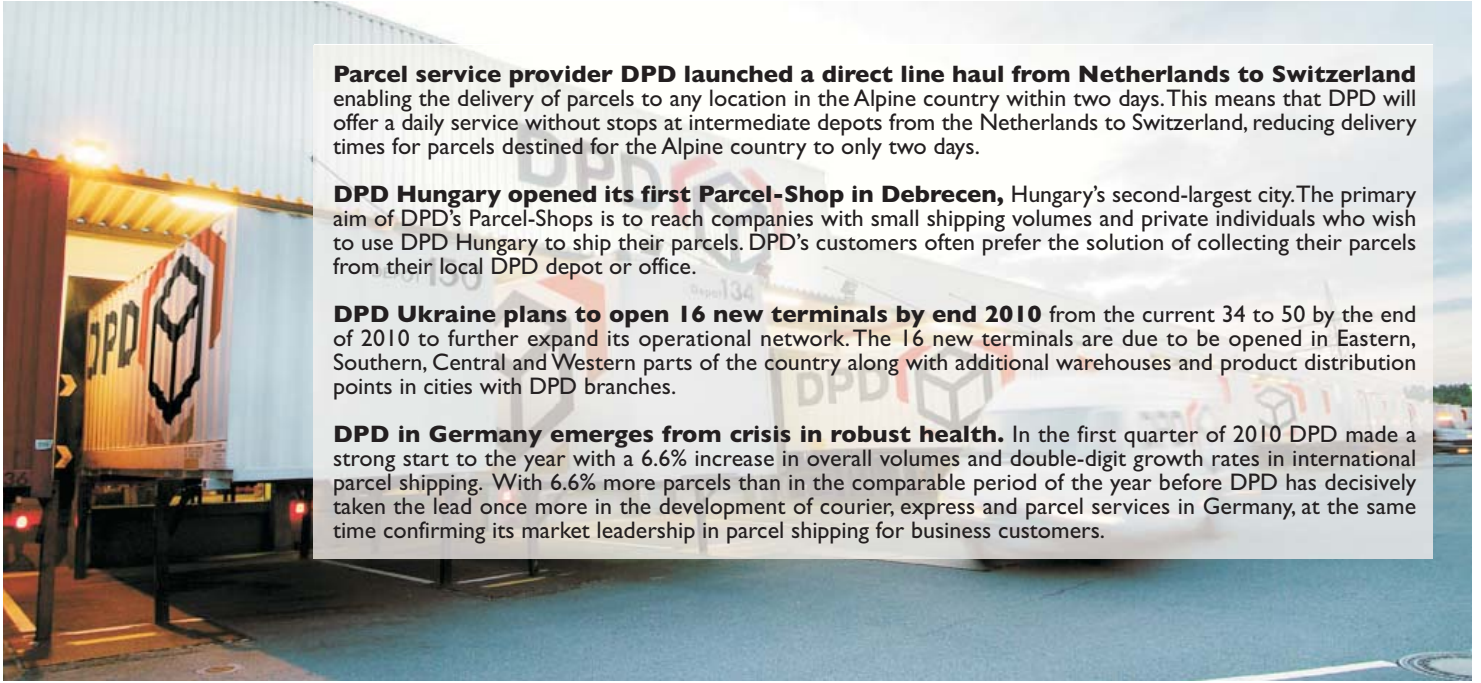 Parcel service provider DPD launched a direct line haul from Netherlands to Switzerland
enabling the delivery of parcels to any location in the Alpine country within two days. This means that DPD will
offer a daily service without stops at intermediate depots from the Netherlands to Switzerland, reducing delivery
times for parcels destined for the Alpine country to only two days.
DPD Hungary opened its first Parcel-Shop in Debrecen, Hungary's second-largest city. The primary
aim of DPD's Parcel-Shops is to reach companies with small shipping volumes and private individuals who wish
to use DPD Hungary to ship their parcels. DPD's customers often prefer the solution of collecting their parcels
from their local DPD depot or office.
DPD Ukraine plans to open 16 new terminals by end 2010 from the current 34 to 50 by the end
of 2010 to further expand its operational network. The 16 new terminals are due to be opened in Eastern,
Southern, Central and Western parts of the country along with additional warehouses and product distribution
points in cities with DPD branches.
DPD in Germany emerges from crisis in robust health. In the first quarter of 2010 DPD made a
strong start to the year with a 6.6% increase in overall volumes and double-digit growth rates in international
parcel shipping. With 6.6% more parcels than in the comparable period of the year before DPD has decisively
taken the lead once more in the development of courier, express and parcel services in Germany, at the same
time confirming its market leadership in parcel shipping for business customers.
DPD
DPD
Depot 150
Depot 134
DPD
36